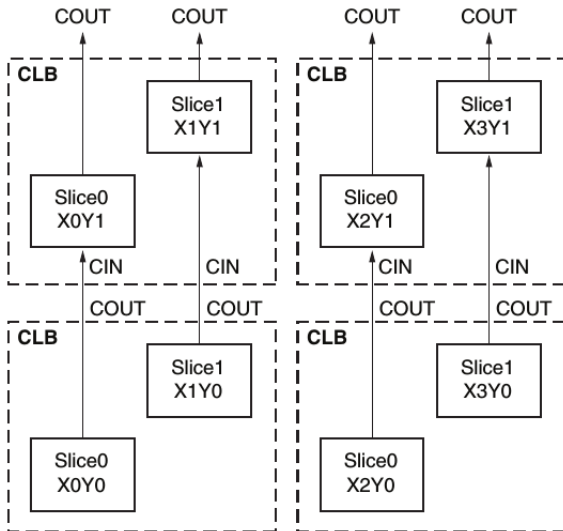 COUT COUT COUT COUT
CLB CLB
Slice1 Slice1
X1Y1 X3Y1
Slice0 Slice0
X0Y1 X2Y1
CIN CIN CIN CIN
COUT COUT COUT COUT
CLB CLB
Slice1 Slice1
X1Y0 X3Y0
Slice0 Slice0
X0Y0 X2Y0